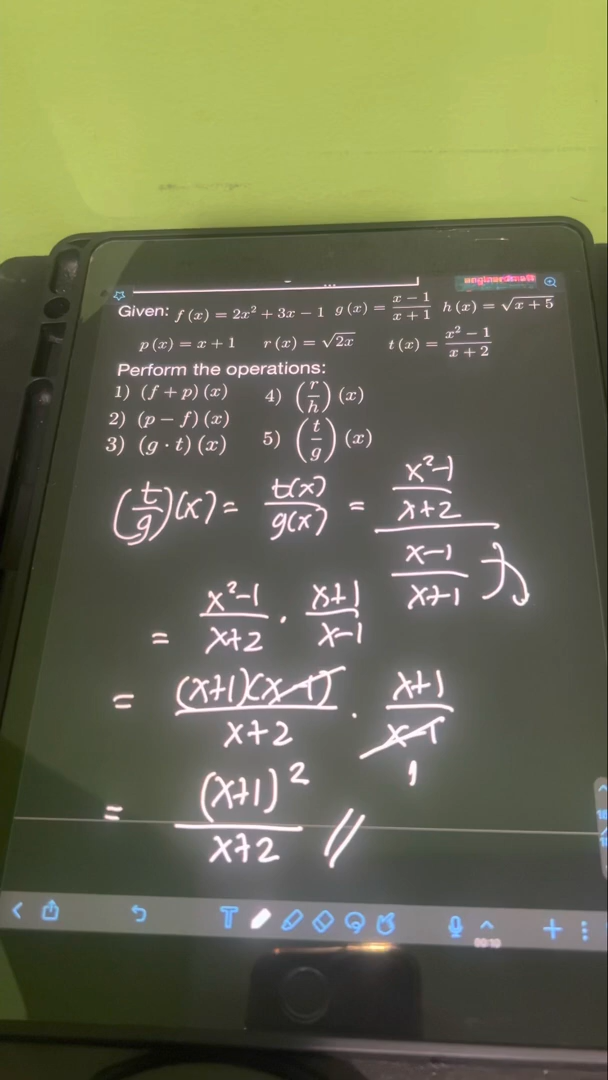 Given: f(x) = 2x² + 3x − 1 g(x) = (x − 1)/(x + 1) h(x) = √(x + 5)
p(x) = x + 1 r(x) = √(2x) t(x) = (x² − 1)/(x + 2)
Perform the operations:
1) (f + p)(x) 4) (r/h)(x)
2) (p − f)(x)
3) (g · t)(x) 5) (t/g)(x)
(t/g)(x) = t(x)/g(x) = ((x²−1)/(x+2))/((x−1)/(x+1))
= (x²−1)/(x+2) · (x+1)/(x−1)
= (x+1)(x−1)/(x+2) · (x+1)/(x−1) 1
= (x+1)²/(x+2) //
T
00:10